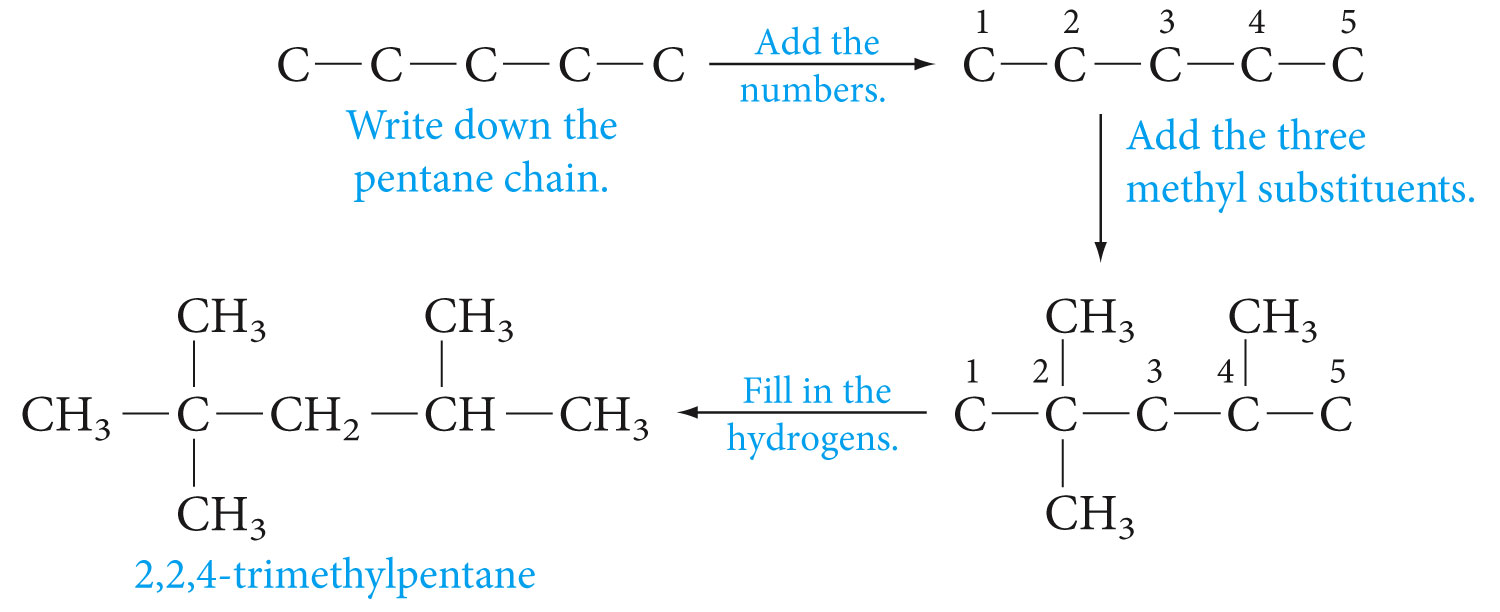 1 2 3 4 5
C—C—C—C—C Add the numbers. C—C—C—C—C
Write down the
pentane chain.
Add the three
methyl substituents.
CH₃ CH₃ CH₃ CH₃
1 2 3 4 5
CH₃—C—CH₂—CH—CH₃ Fill in the hydrogens. C—C—C—C—C
CH₃ CH₃
2,2,4-trimethylpentane